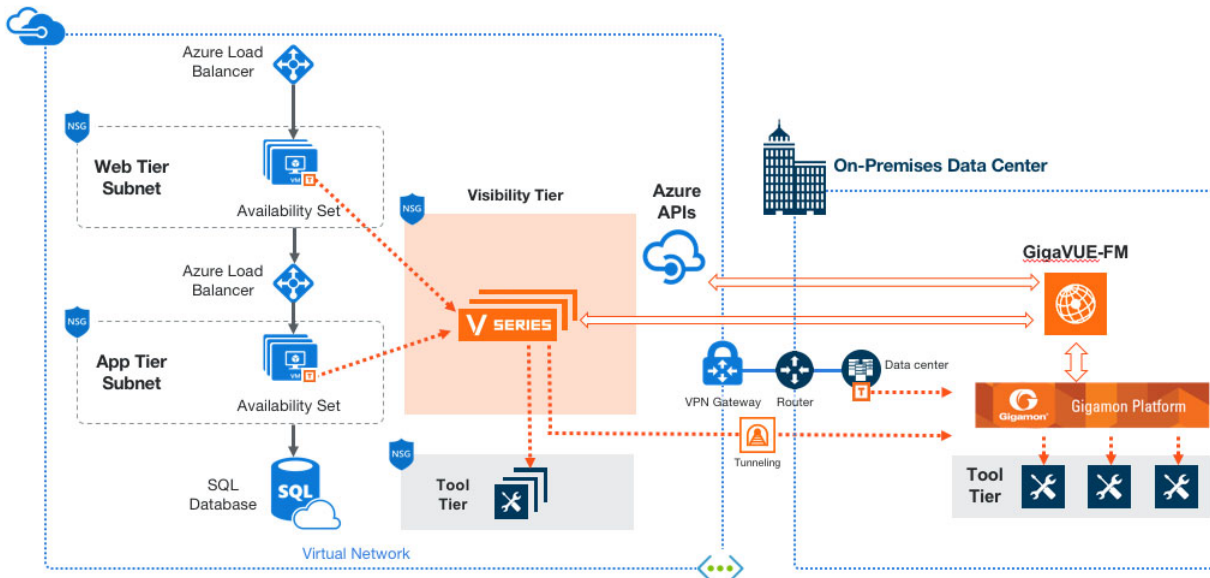 Azure Load
Balancer
NSG
Web Tier
Subnet
VM
T
Availability Set
Azure Load
Balancer
NSG
App Tier
Subnet
VM
T
Availability Set
SQL
Database
SQL
Virtual Network
Visibility Tier
NSG
V SERIES
NSG
Tool
Tier
Azure
APIs
VPN Gateway
Router
Data center
T
Tunneling
On-Premises Data Center
GigaVUE-FM
G
Gigamon®
Gigamon Platform
Tool
Tier